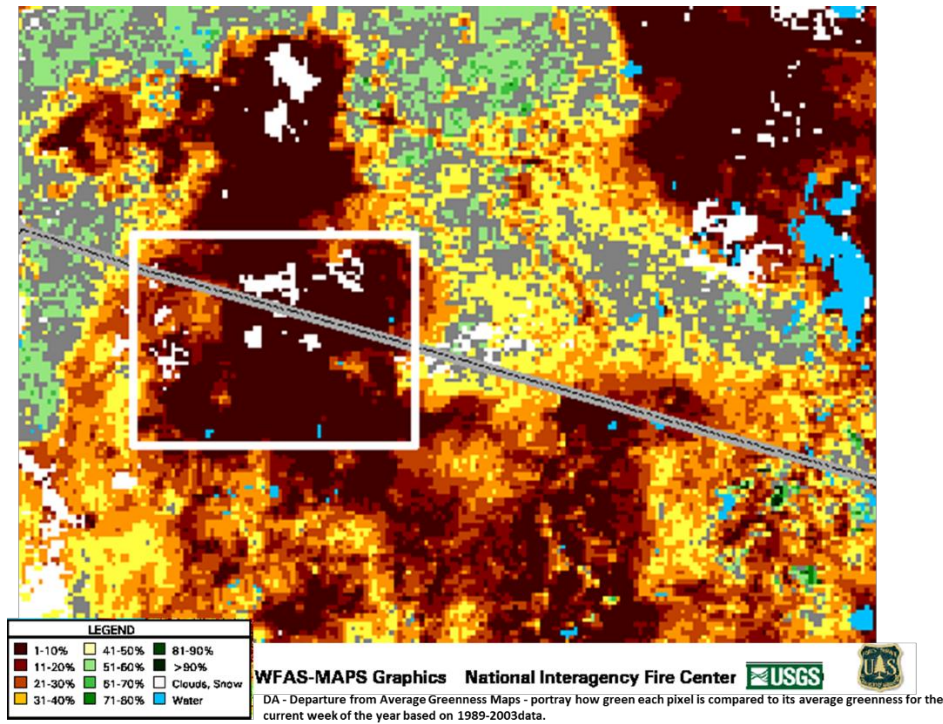 LEGEND
1-10% 41-50% 81-90%
11-20% 51-60% >90%
21-30% 51-70% Clouds, Snow
31-40% 71-80% Water
WFAS-MAPS Graphics National Interagency Fire Center USGS
U S
DA - Departure from Average Greenness Maps - portray how green each pixel is compared to its average greenness for the
current week of the year based on 1989-2003data.